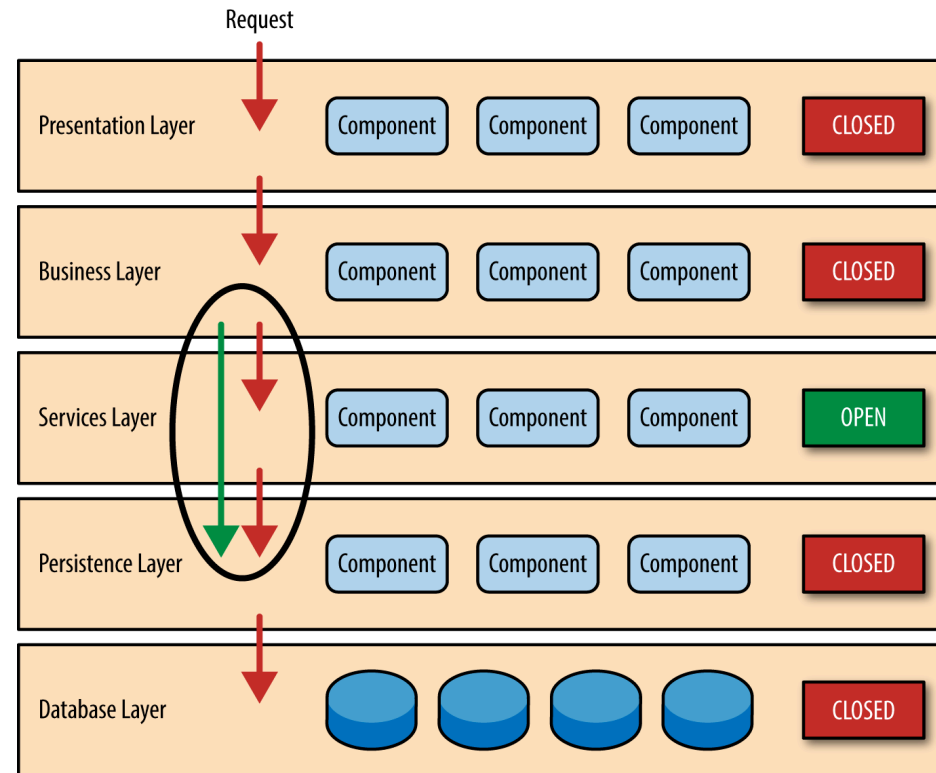 Request
Presentation Layer Component Component Component CLOSED
Business Layer Component Component Component CLOSED
Services Layer Component Component Component OPEN
Persistence Layer Component Component Component CLOSED
Database Layer CLOSED